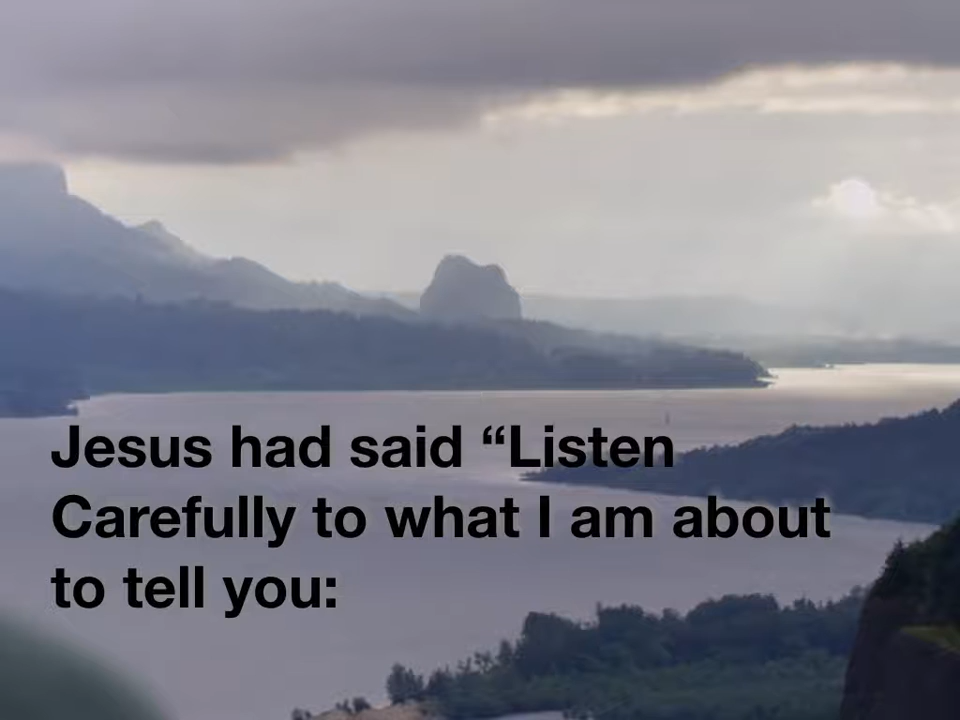 Jesus had said “Listen
Carefully to what I am about
to tell you: